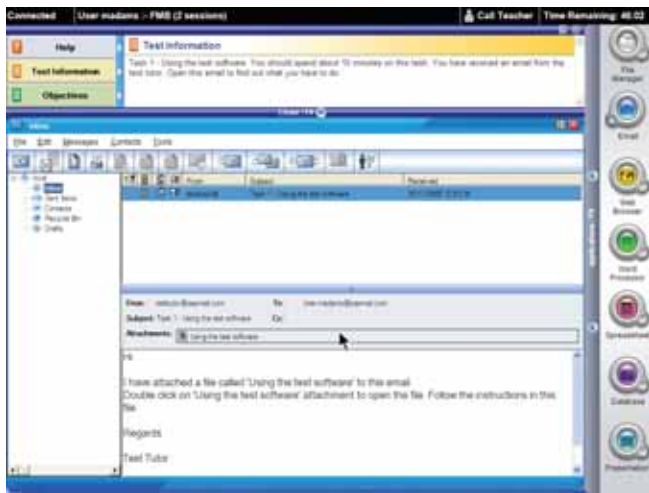 Connected User madams :- FMB (2 sessions) Call Teacher Time Remaining: 46.02
Help
Test Information
Objectives
Test Information
Task 1 - Using the test software. You should spend about 10 minutes on this task. You have received an email from the
test tutor. Open this email to find out what you have to do.
Inbox
File Edit Messages Contacts Tools
From Subject Received
Task 1 - Using the test software
Inbox
Sent Items
Contacts
Recycle Bin
Drafts
From: To:
Subject: Task 1 - Using the test software Cc:
Attachments: Using the test software
Hi
I have attached a file called 'Using the test software' to this email.
Double click on 'Using the test software' attachment to open the file. Follow the instructions in this
file.
Regards
Test Tutor
File
Manager
Email
Web
Browser
Word
Processor
Spreadsheet
Database
Presentation